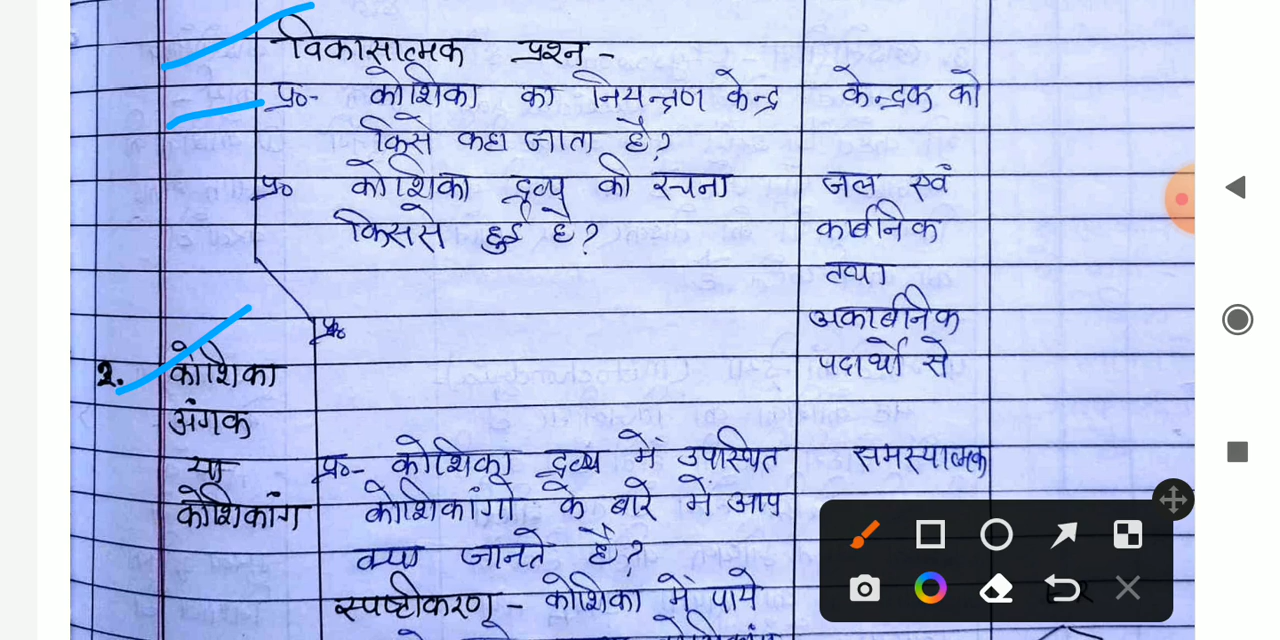 विकासात्मक प्रश्न -
प्र०- कोशिका का नियन्त्रण केन्द्र केन्द्रक को
किसे कहा जाता है?
प्र० कोशिका द्रव्य की रचना जल एवं
किससे हुई है? कार्बनिक
तथा
अकार्बनिक
प्र०
2. कोशिका पदार्थों से
अंगक
या प्र०- कोशिका द्रव्य में उपस्थित समस्यात्मक
कोशिकांग कोशिकांगो के बारे में आप
क्या जानते है?
स्पष्टीकरण - कोशिका में पाये